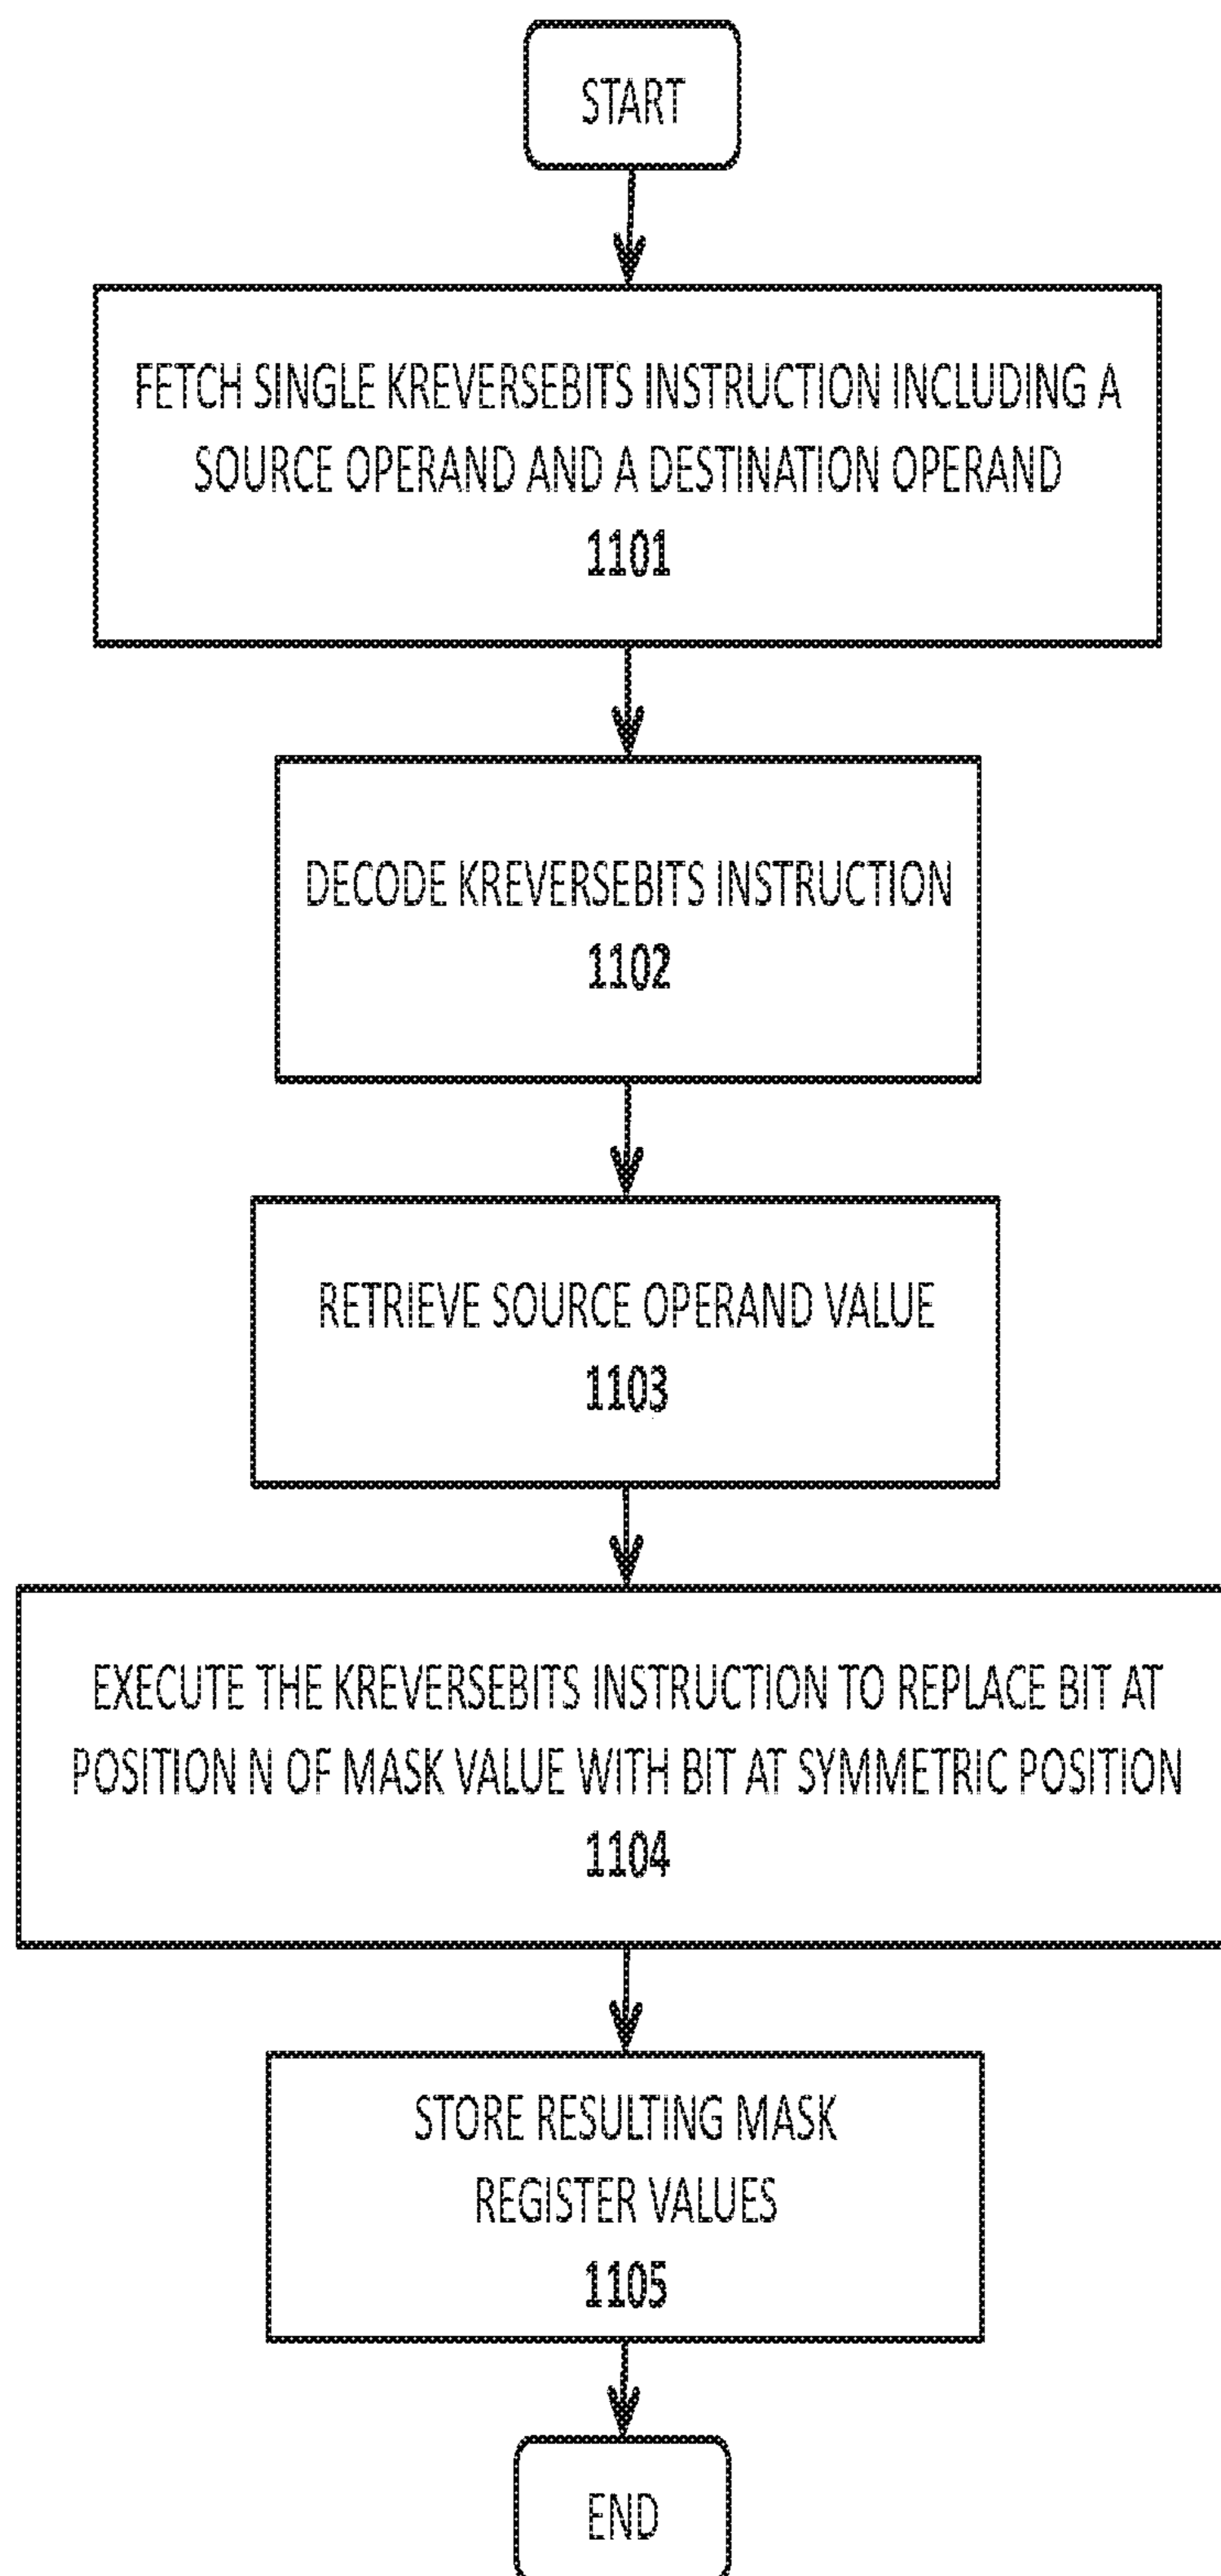 START
FETCH SINGLE KREVERSEBITS INSTRUCTION INCLUDING A
SOURCE OPERAND AND A DESTINATION OPERAND
1101
DECODE KREVERSEBITS INSTRUCTION
1102
RETRIEVE SOURCE OPERAND VALUE
1103
EXECUTE THE KREVERSEBITS INSTRUCTION TO REPLACE BIT AT
POSITION N OF MASK VALUE WITH BIT AT SYMMETRIC POSITION
1104
STORE RESULTING MASK
REGISTER VALUES
1105
END